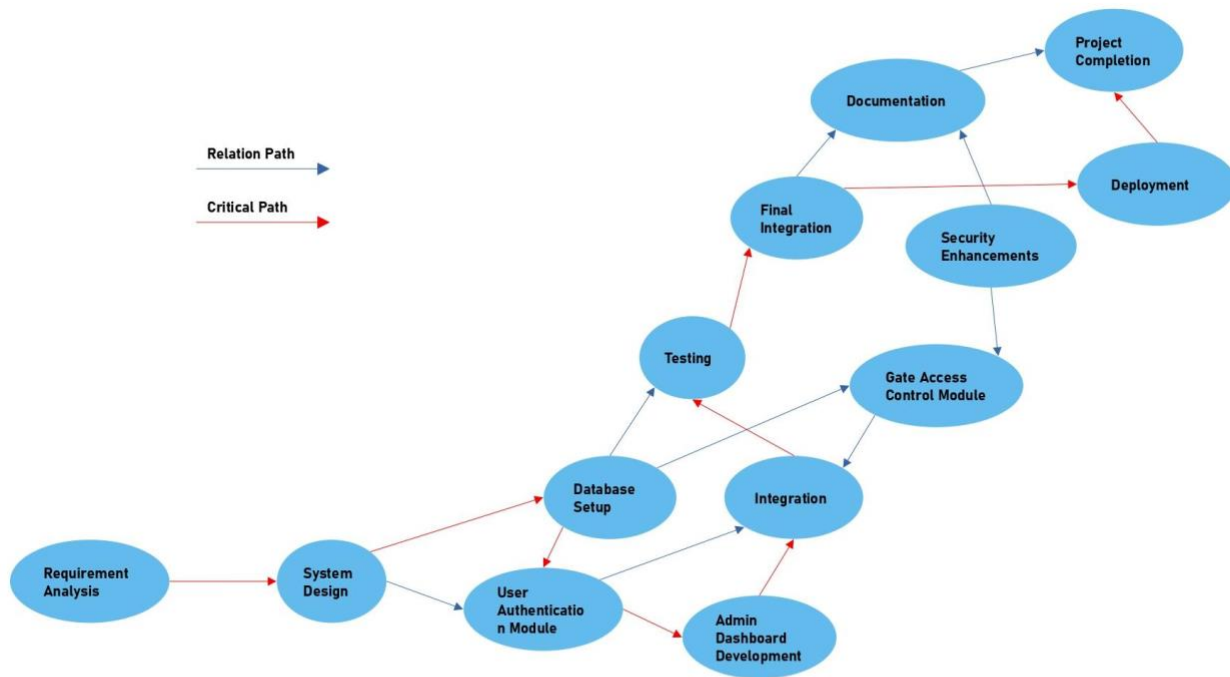 Project
Completion
Documentation
Relation Path
Deployment
Critical Path
Final
Integration
Security
Enhancements
Testing
Gate Access
Control Module
Database
Setup
Integration
Requirement
Analysis
System
Design
User
Authenticatio
n Module
Admin
Dashboard
Development